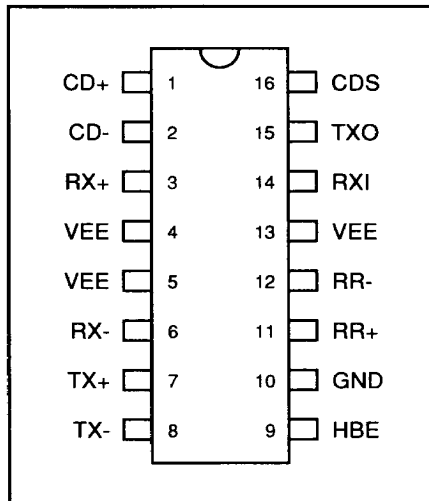 CD+ 1 16 CDS
CD- 2 15 TXO
RX+ 3 14 RXI
VEE 4 13 VEE
VEE 5 12 RR-
RX- 6 11 RR+
TX+ 7 10 GND
TX- 8 9 HBE